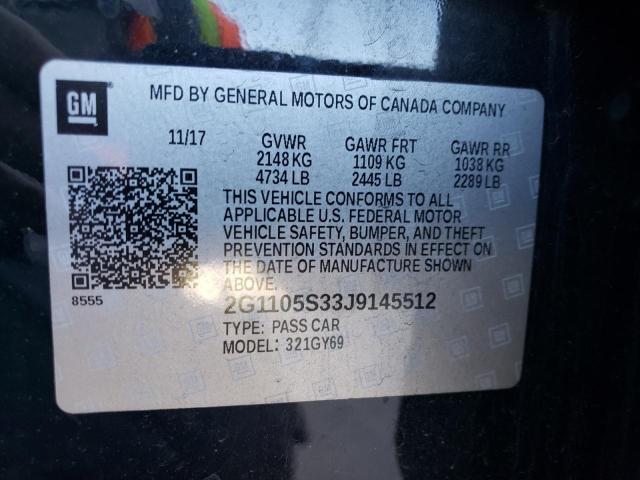 GM
MFD BY GENERAL MOTORS OF CANADA COMPANY
11/17 GVWR GAWR FRT GAWR RR
2148 KG 1109 KG 1038 KG
4734 LB 2445 LB 2289 LB
THIS VEHICLE CONFORMS TO ALL
APPLICABLE U.S. FEDERAL MOTOR
VEHICLE SAFETY, BUMPER, AND THEFT
PREVENTION STANDARDS IN EFFECT ON
THE DATE OF MANUFACTURE SHOWN
ABOVE.
8555
2G1105S33J9145512
TYPE: PASS CAR
MODEL: 321GY69